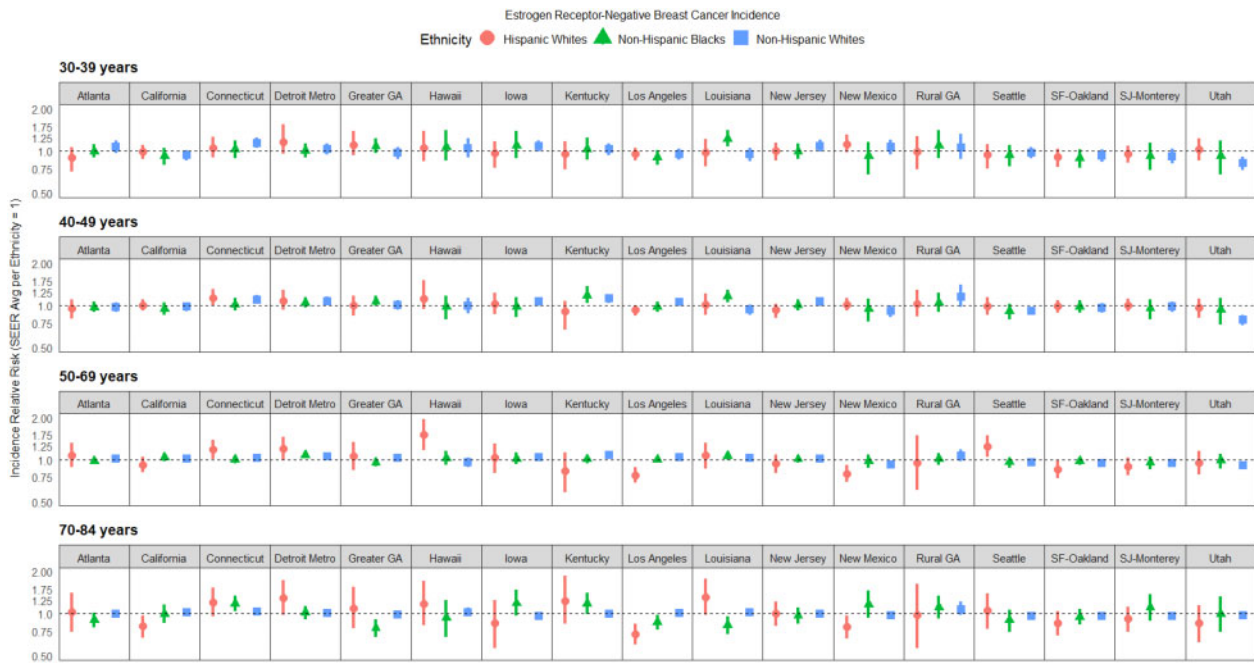 Estrogen Receptor-Negative Breast Cancer Incidence
Ethnicity Hispanic Whites Non-Hispanic Blacks Non-Hispanic Whites
Incidence Relative Risk (SEER Avg per Ethnicity = 1)
30-39 years
Atlanta California Connecticut Detroit Metro Greater GA Hawaii Iowa Kentucky Los Angeles Louisiana New Jersey New Mexico Rural GA Seattle SF-Oakland SJ-Monterey Utah
2.00
1.75
1.25
1.0
0.75
0.50
40-49 years
Atlanta California Connecticut Detroit Metro Greater GA Hawaii Iowa Kentucky Los Angeles Louisiana New Jersey New Mexico Rural GA Seattle SF-Oakland SJ-Monterey Utah
2.00
1.75
1.25
1.0
0.75
0.50
50-69 years
Atlanta California Connecticut Detroit Metro Greater GA Hawaii Iowa Kentucky Los Angeles Louisiana New Jersey New Mexico Rural GA Seattle SF-Oakland SJ-Monterey Utah
2.00
1.75
1.25
1.0
0.75
0.50
70-84 years
Atlanta California Connecticut Detroit Metro Greater GA Hawaii Iowa Kentucky Los Angeles Louisiana New Jersey New Mexico Rural GA Seattle SF-Oakland SJ-Monterey Utah
2.00
1.75
1.25
1.0
0.75
0.50